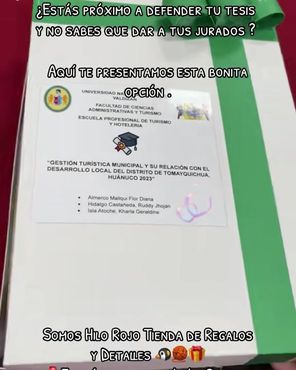 ¿Estás próximo a defender tu tesis
y no sabes que dar a tus jurados ?
Aquí te presentamos esta bonita
opción .
UNIVERSIDAD
VALDIZAN
FACULTAD DE CIENCIAS
ADMINISTRATIVAS Y TURISMO
ESCUELA PROFESIONAL DE TURISMO
Y HOTELERIA
"GESTIÓN TURÍSTICA MUNICIPAL Y SU RELACIÓN CON EL
DESARROLLO LOCAL DEL DISTRITO DE TOMAYQUICHUA,
HUÁNUCO 2023"
• Almerco Mallqui Flor Diana
• Hidalgo Castañeda, Ruddy Jhoján
• Isla Atoche, Kharla Geraldine
Somos Hilo Rojo Tienda de Regalos
y Detalles